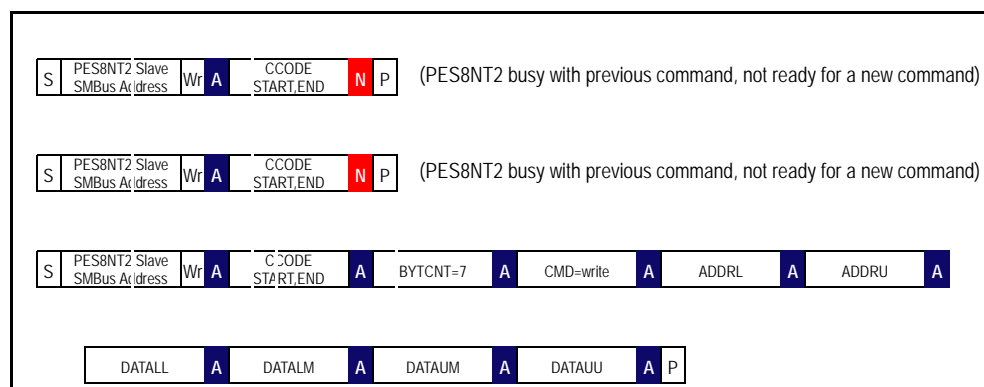 S PES8NT2 Slave SMBus Address Wr A CCODE START,END N P (PES8NT2 busy with previous command, not ready for a new command)
S PES8NT2 Slave SMBus Address Wr A CCODE START,END N P (PES8NT2 busy with previous command, not ready for a new command)
S PES8NT2 Slave SMBus Address Wr A CCODE START,END A BYTCNT=7 A CMD=write A ADDRL A ADDRU A
DATALL A DATALM A DATAUM A DATAUU A P